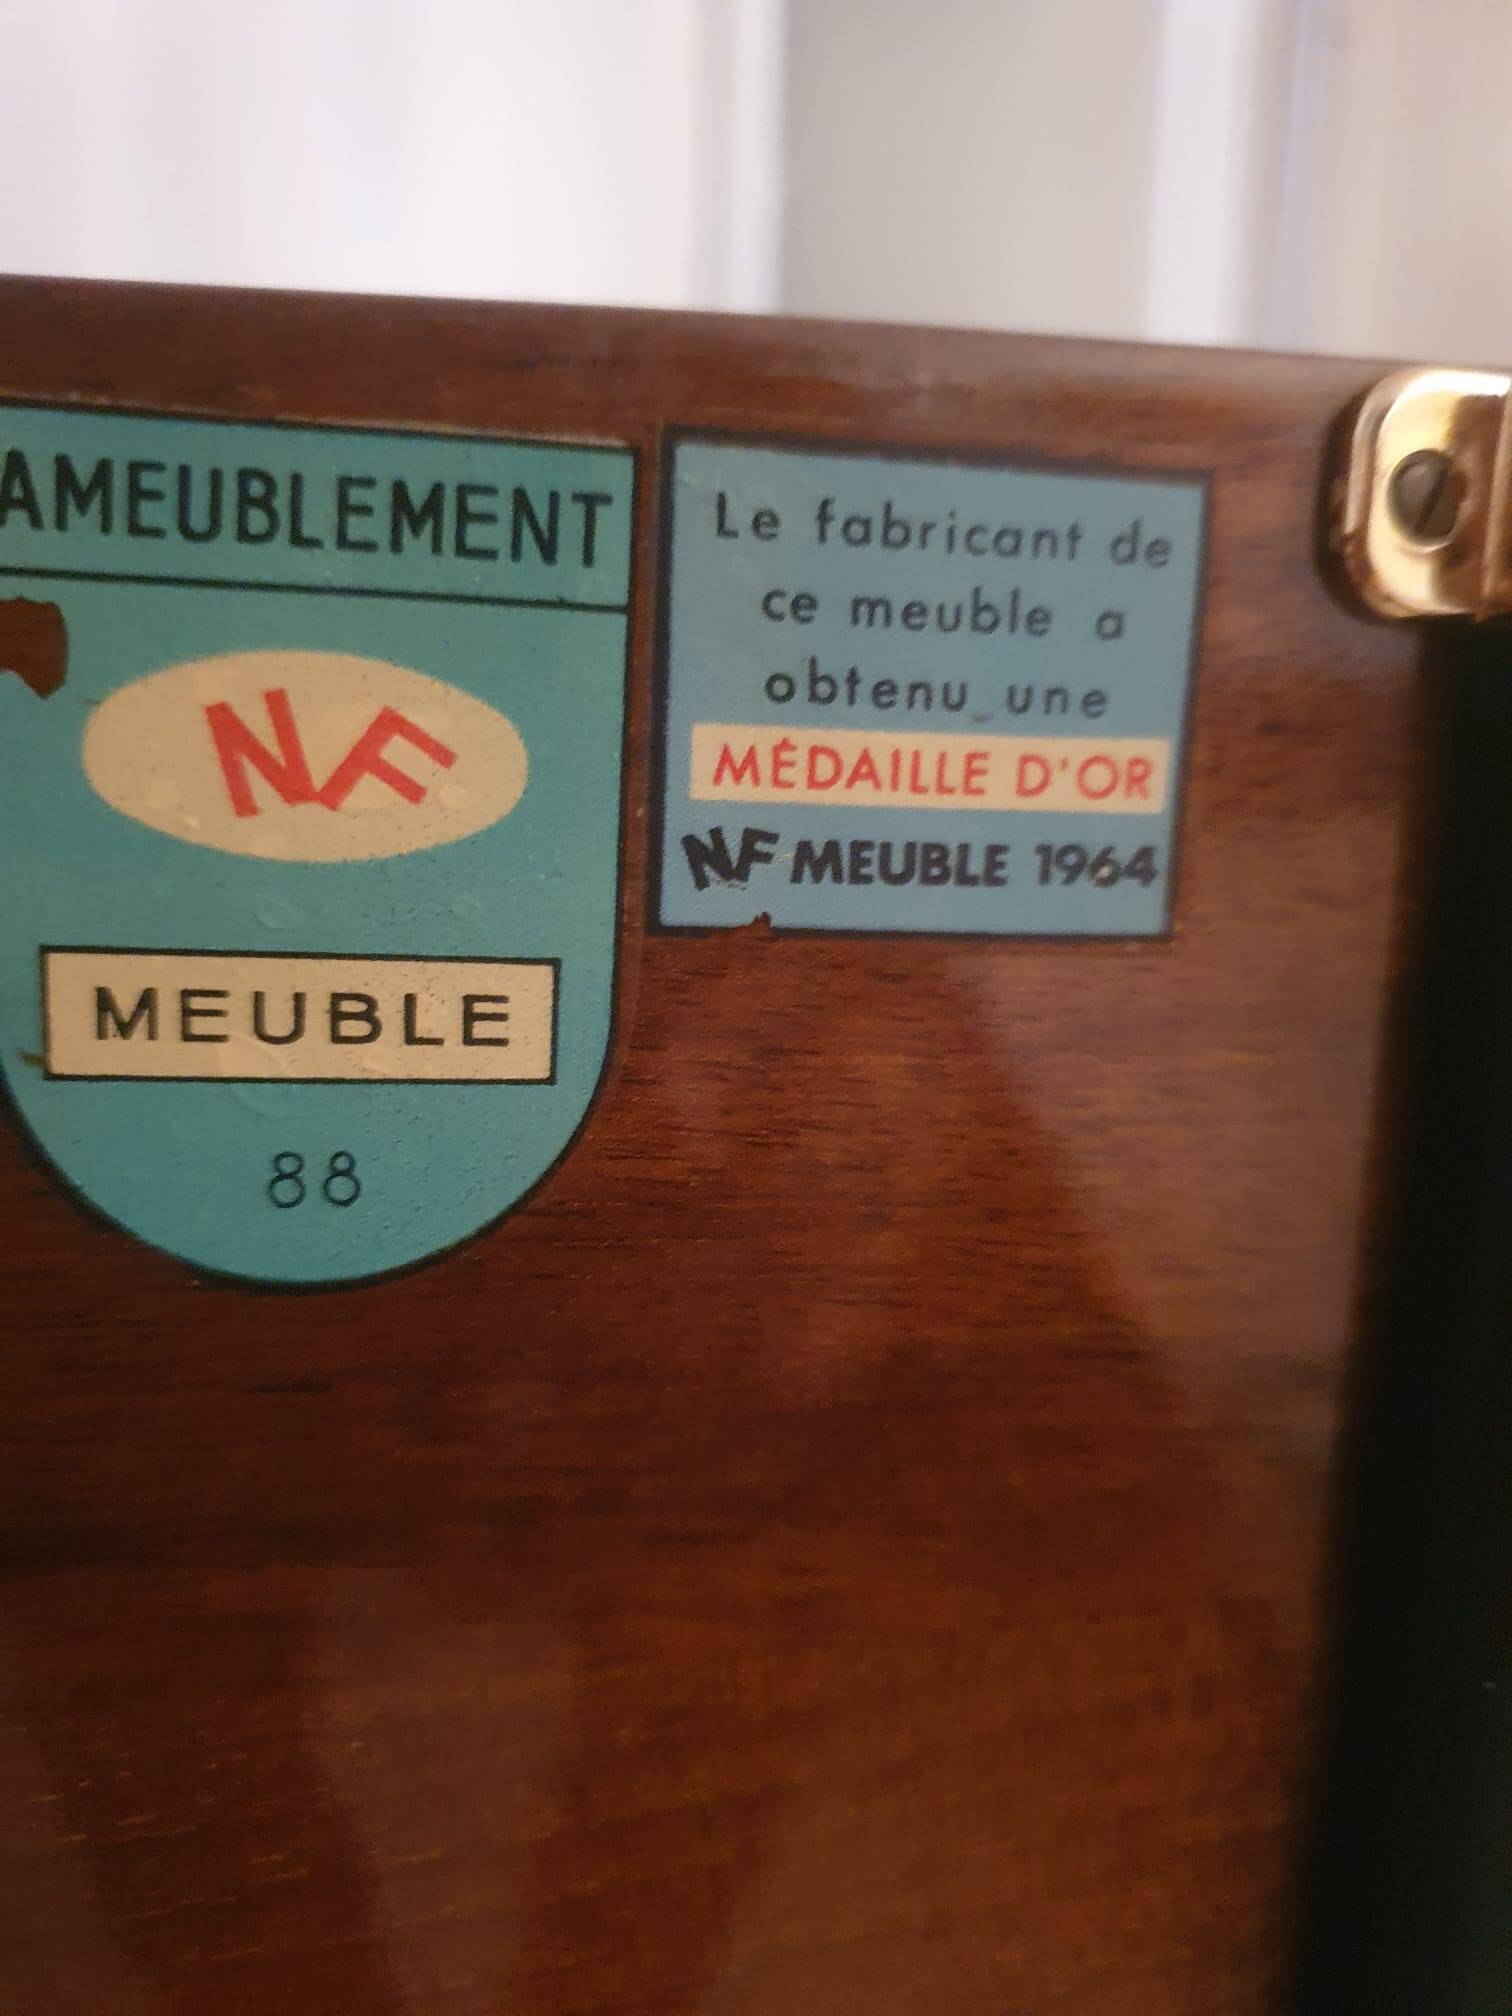 AMEUBLEMENT
NF
MEUBLE
88
Le fabricant de
ce meuble a
obtenu une
MÉDAILLE D'OR
NF MEUBLE 1964